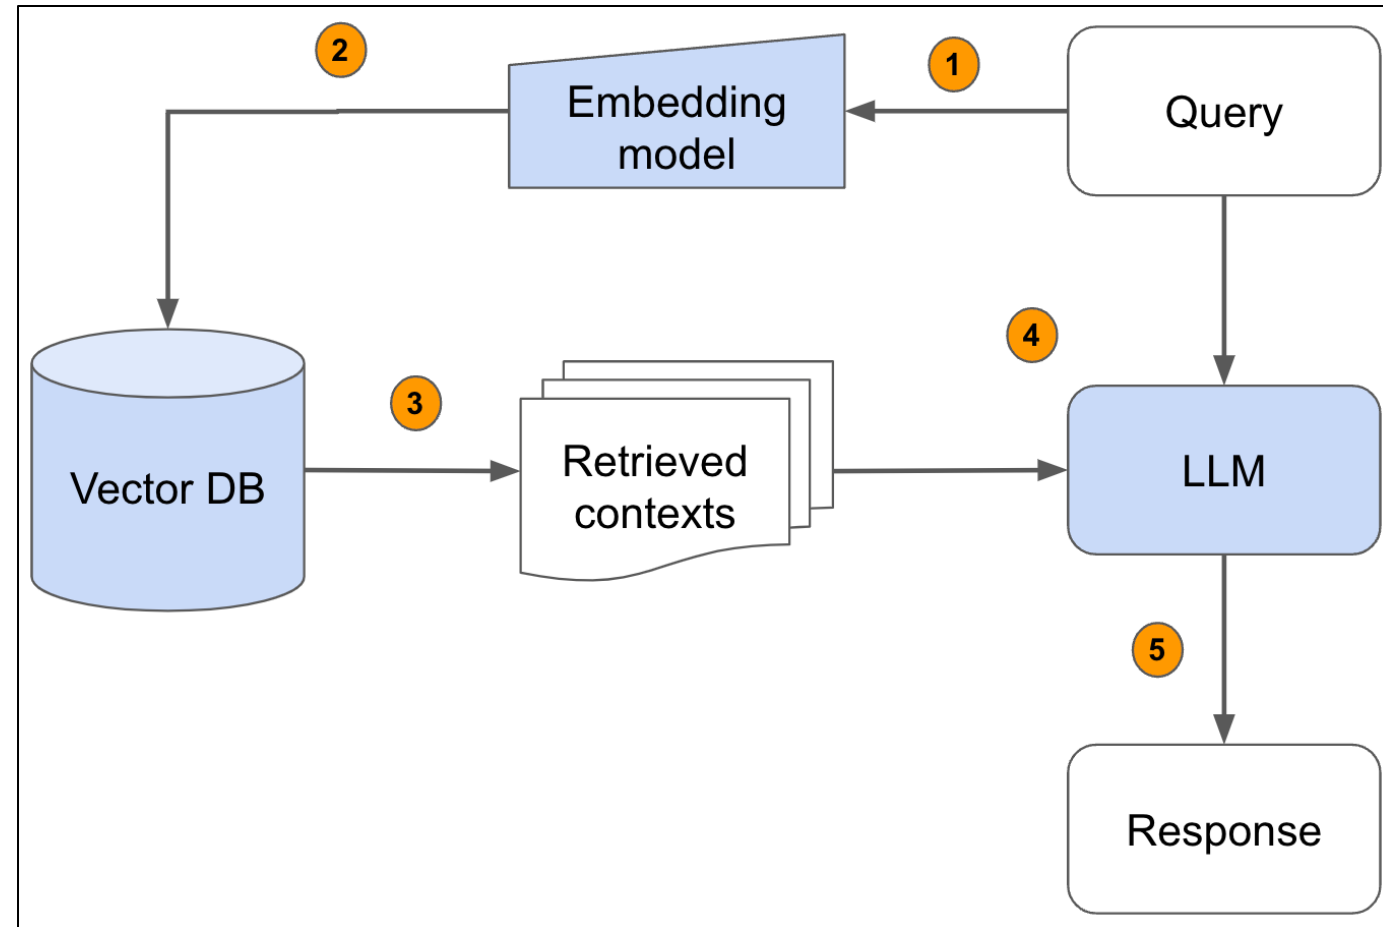 2
1
Embedding
model
Query
4
3
Retrieved
contexts
Vector DB
LLM
5
Response